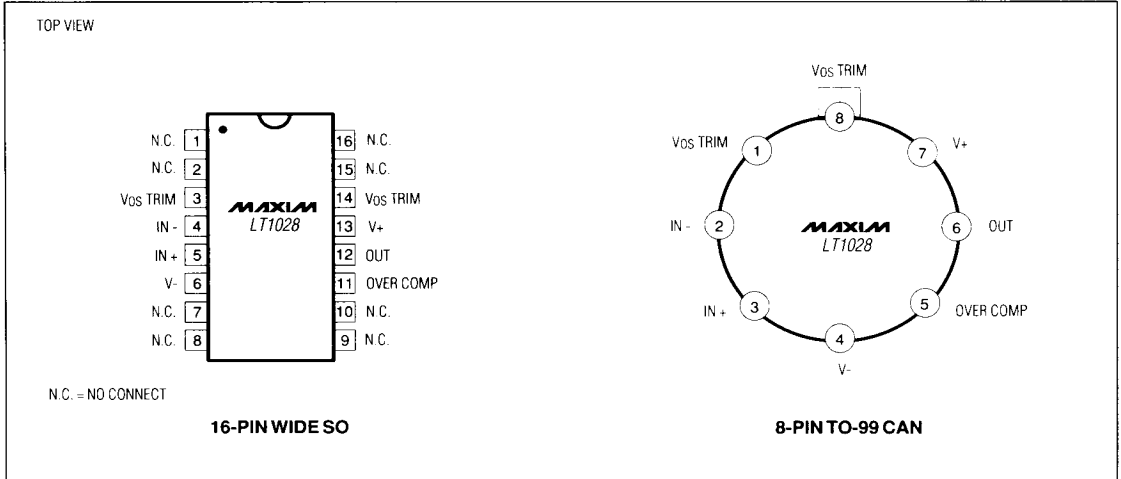 TOP VIEW
N.C. 1
N.C. 2
VOS TRIM 3
IN - 4
IN + 5
V- 6
N.C. 7
N.C. 8
MAXIM
LT1028
16 N.C.
15 N.C.
14 VOS TRIM
13 V+
12 OUT
11 OVER COMP
10 N.C.
9 N.C.
N.C. = NO CONNECT
16-PIN WIDE SO
VOS TRIM
8
VOS TRIM 1
7 V+
IN - 2
MAXIM
LT1028
6 OUT
IN + 3
5 OVER COMP
4
V-
8-PIN TO-99 CAN